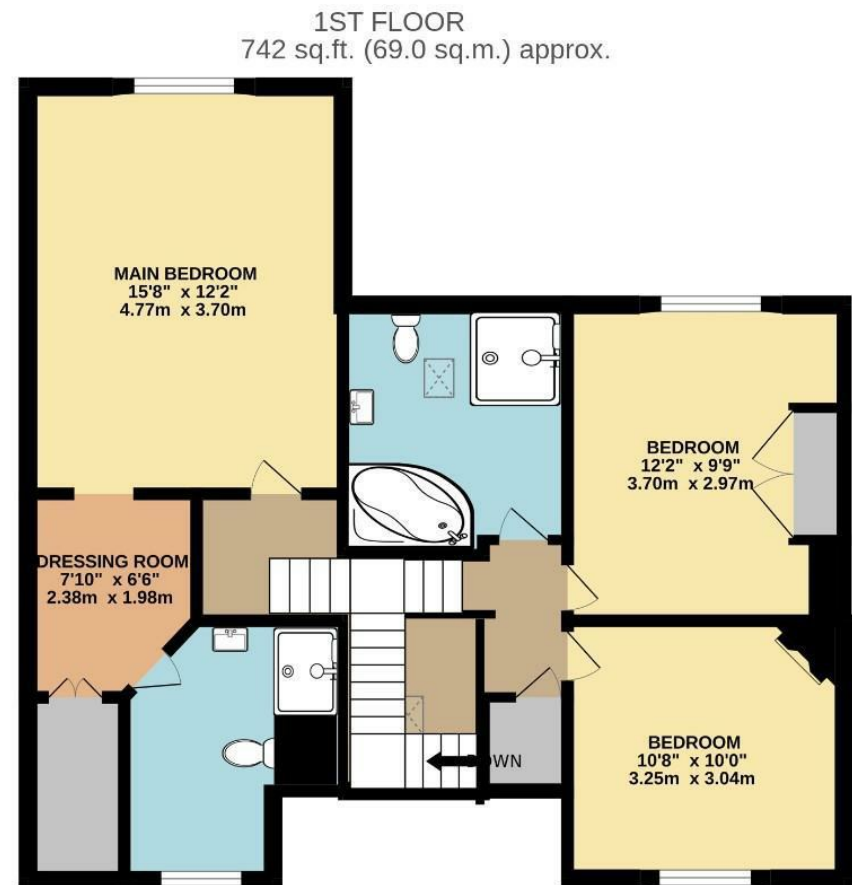 1ST FLOOR
742 sq.ft. (69.0 sq.m.) approx.
MAIN BEDROOM
15'8" x 12'2"
4.77m x 3.70m
BEDROOM
12'2" x 9'9"
3.70m x 2.97m
DRESSING ROOM
7'10" x 6'6"
2.38m x 1.98m
BEDROOM
10'8" x 10'0"
3.25m x 3.04m
DOWN